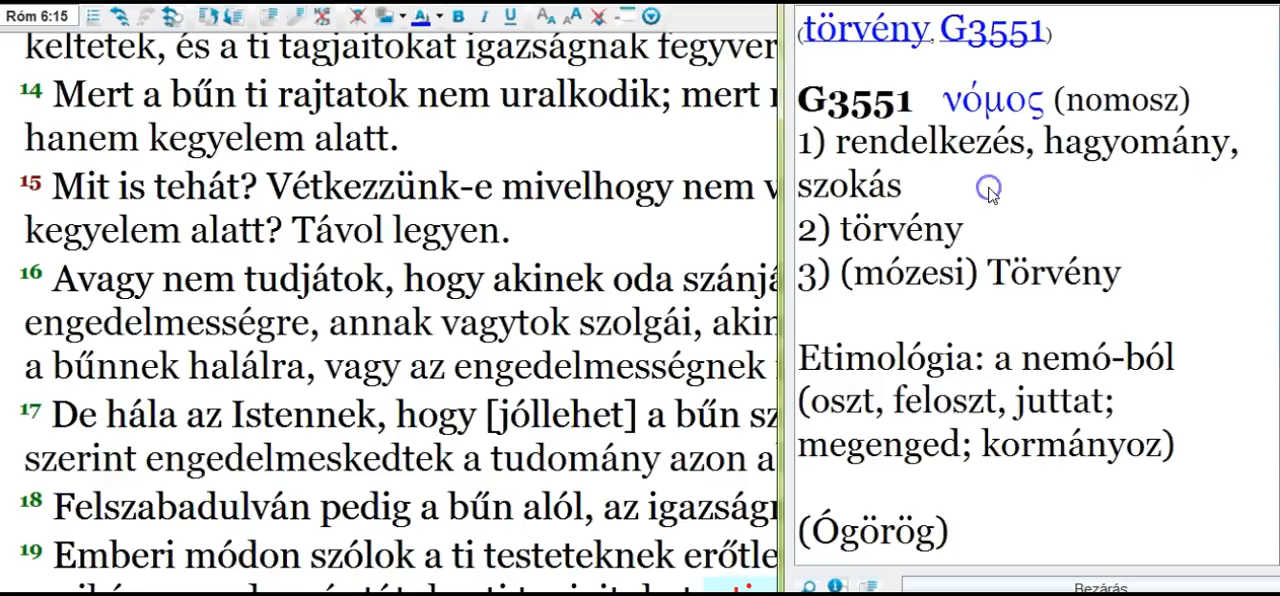 Róm 6:15
keltetek, és a ti tagjaitokat igazságnak fegyver
14 Mert a bűn ti rajtatok nem uralkodik; mert
hanem kegyelem alatt.
15 Mit is tehát? Vétkezzünk-e mivelhogy nem v
kegyelem alatt? Távol legyen.
16 Avagy nem tudjátok, hogy akinek oda szánjá
engedelmességre, annak vagytok szolgái, akin
a bűnnek halálra, vagy az engedelmességnek
17 De hála az Istennek, hogy [jóllehet] a bűn sz
szerint engedelmeskedtek a tudomány azon a
18 Felszabadulván pedig a bűn alól, az igazság
19 Emberi módon szólok a ti testeteknek erőtle
(törvény, G3551)
G3551 νόμος (nomosz)
1) rendelkezés, hagyomány,
szokás
2) törvény
3) (mózesi) Törvény
Etimológia: a nemó-ból
(oszt, feloszt, juttat;
megenged; kormányoz)
(Ógörög)
Bezárás